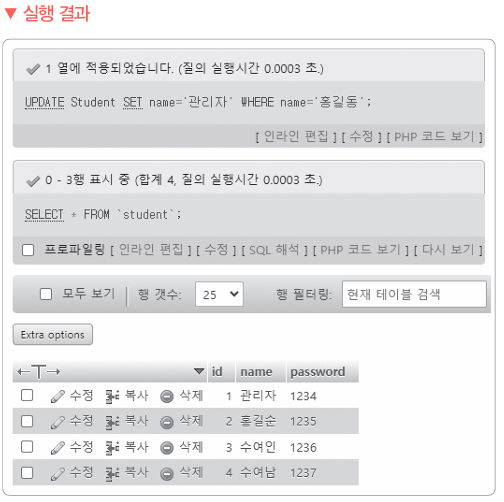 ▼ 실행 결과
1 열에 적용되었습니다. (질의 실행시간 0.0003 초.)
UPDATE Student SET name='관리자' WHERE name='홍길동';
[ 인라인 편집 ] [ 수정 ] [ PHP 코드 보기 ]
0 - 3행 표시 중 (합계 4, 질의 실행시간 0.0003 초.)
SELECT * FROM `student`;
프로파일링 [ 인라인 편집 ] [ 수정 ] [ SQL 해석 ] [ PHP 코드 보기 ] [ 다시 보기 ]
모두 보기 행 갯수: 25 행 필터링: 현재 테이블 검색
Extra options
←T→ id name password
수정 복사 삭제 1 관리자 1234
수정 복사 삭제 2 홍길순 1235
수정 복사 삭제 3 수여인 1236
수정 복사 삭제 4 수여남 1237